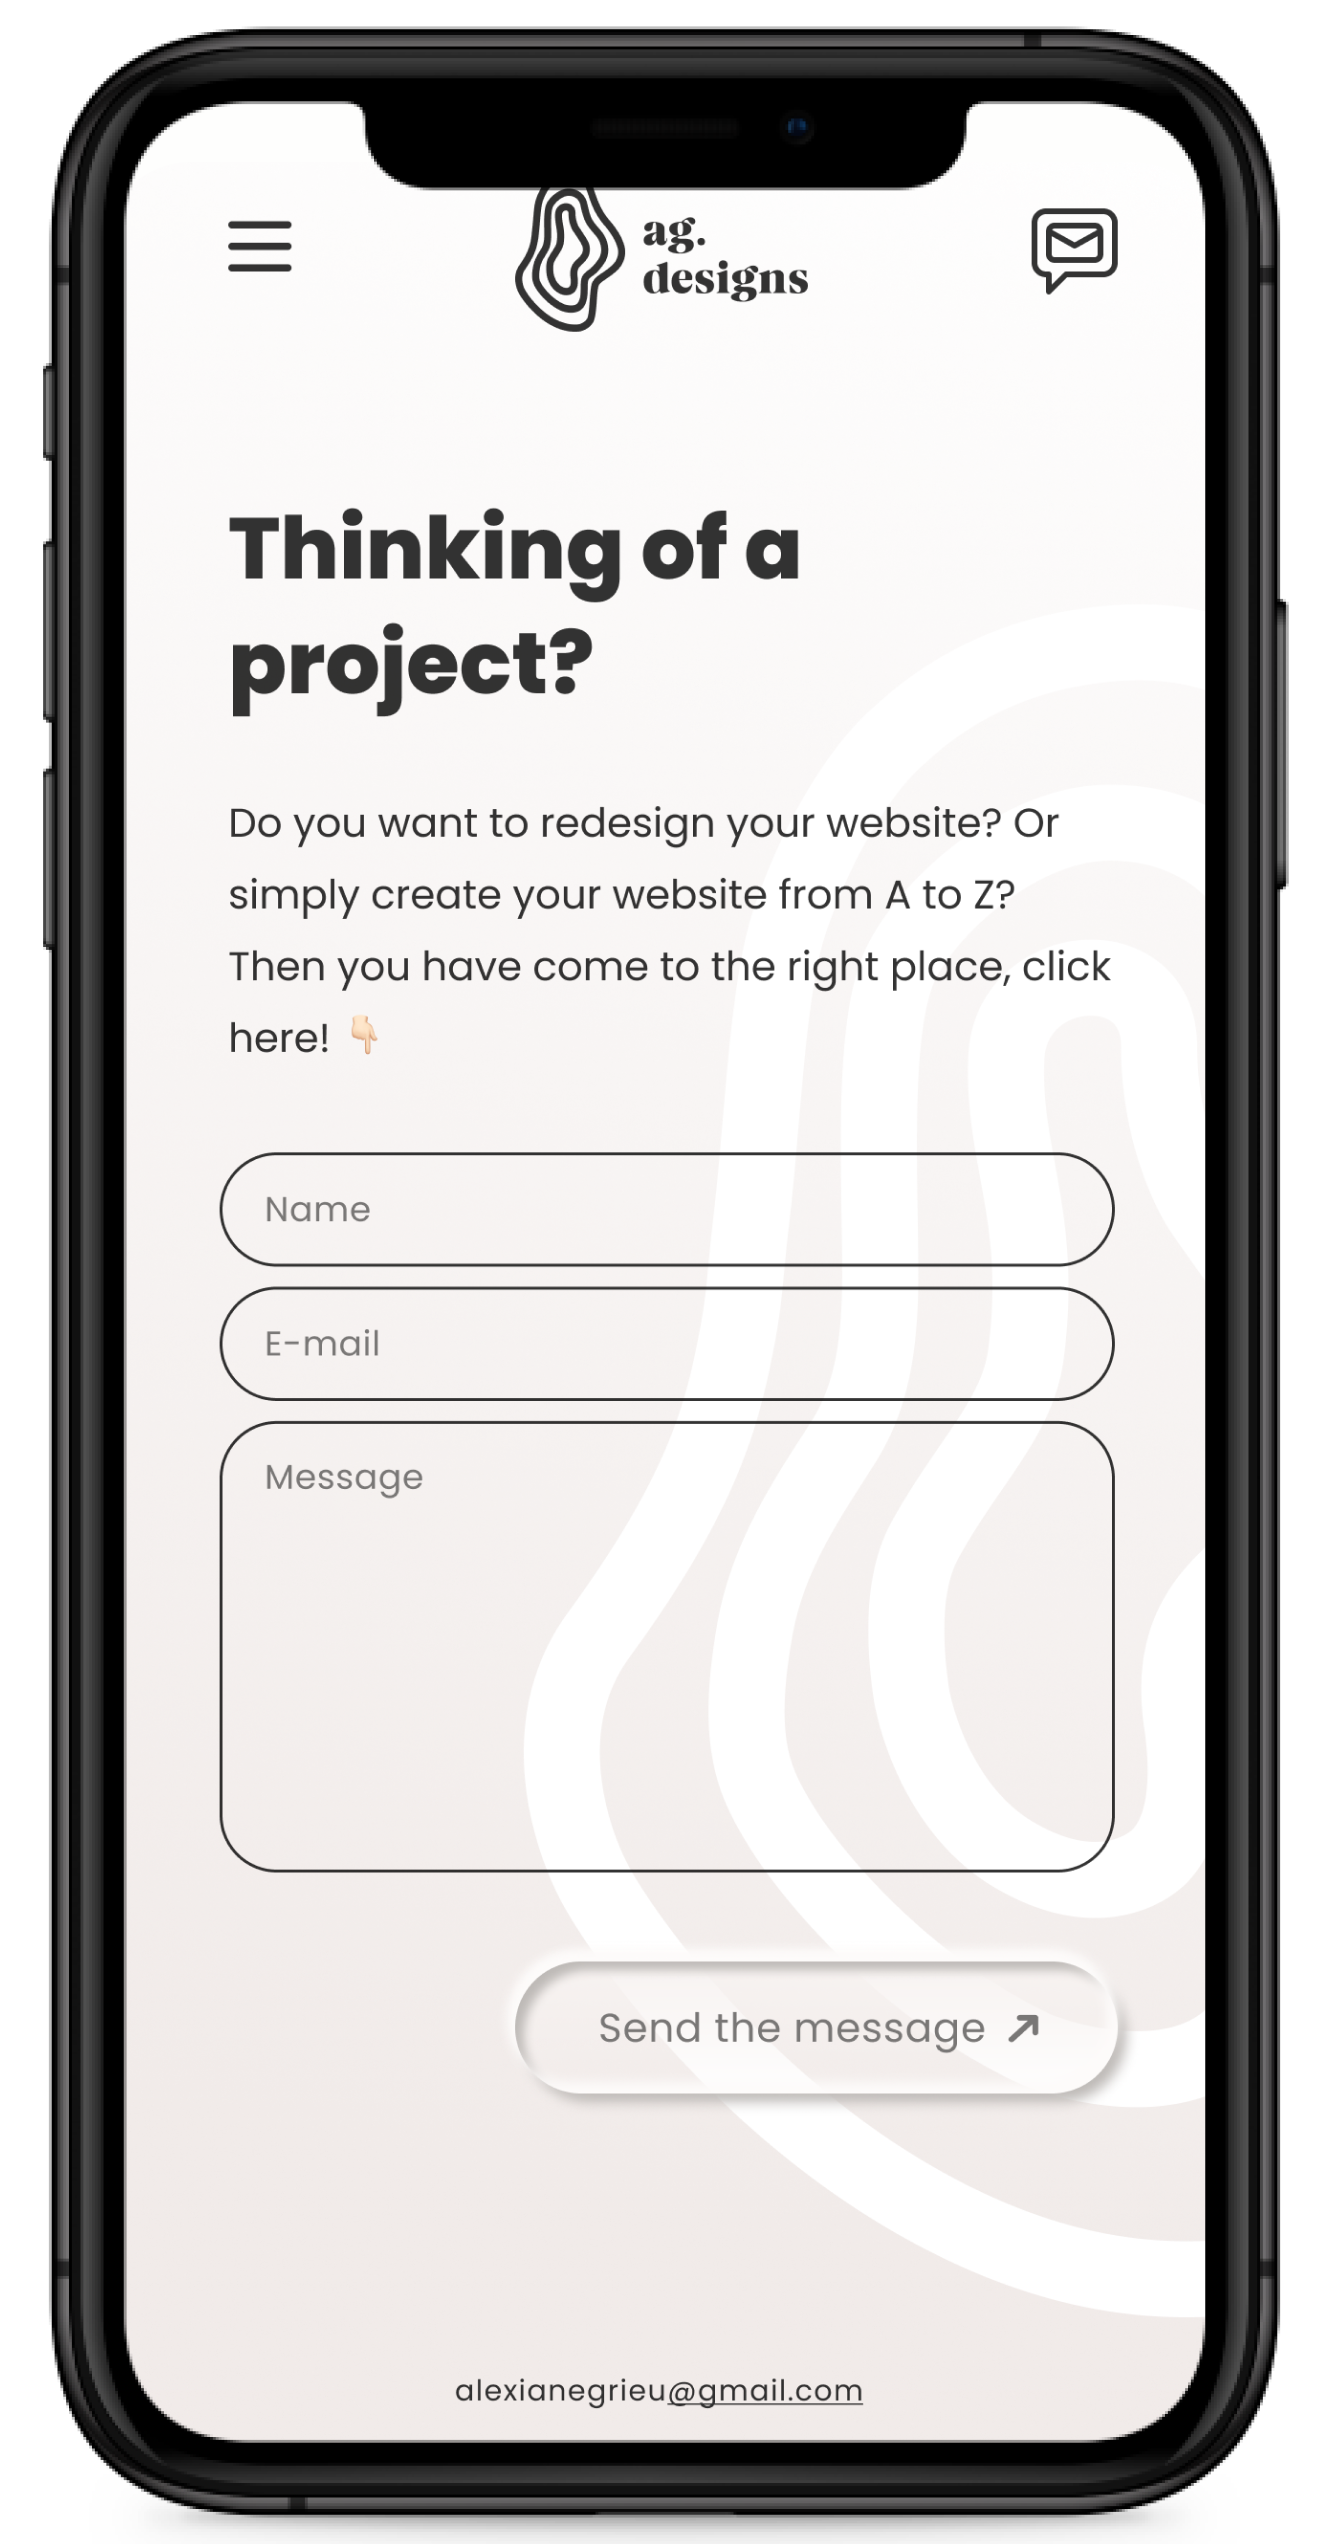 ag.
designs
Thinking of a
project?
Do you want to redesign your website? Or
simply create your website from A to Z?
Then you have come to the right place, click
here! 👇🏻
Name
E-mail
Message
Send the message
alexianegrieu@gmail.com